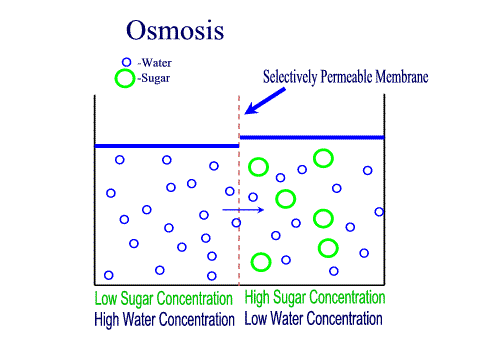 Osmosis
-Water
-Sugar
Selectively Permeable Membrane
Low Sugar Concentration
High Water Concentration
High Sugar Concentration
Low Water Concentration